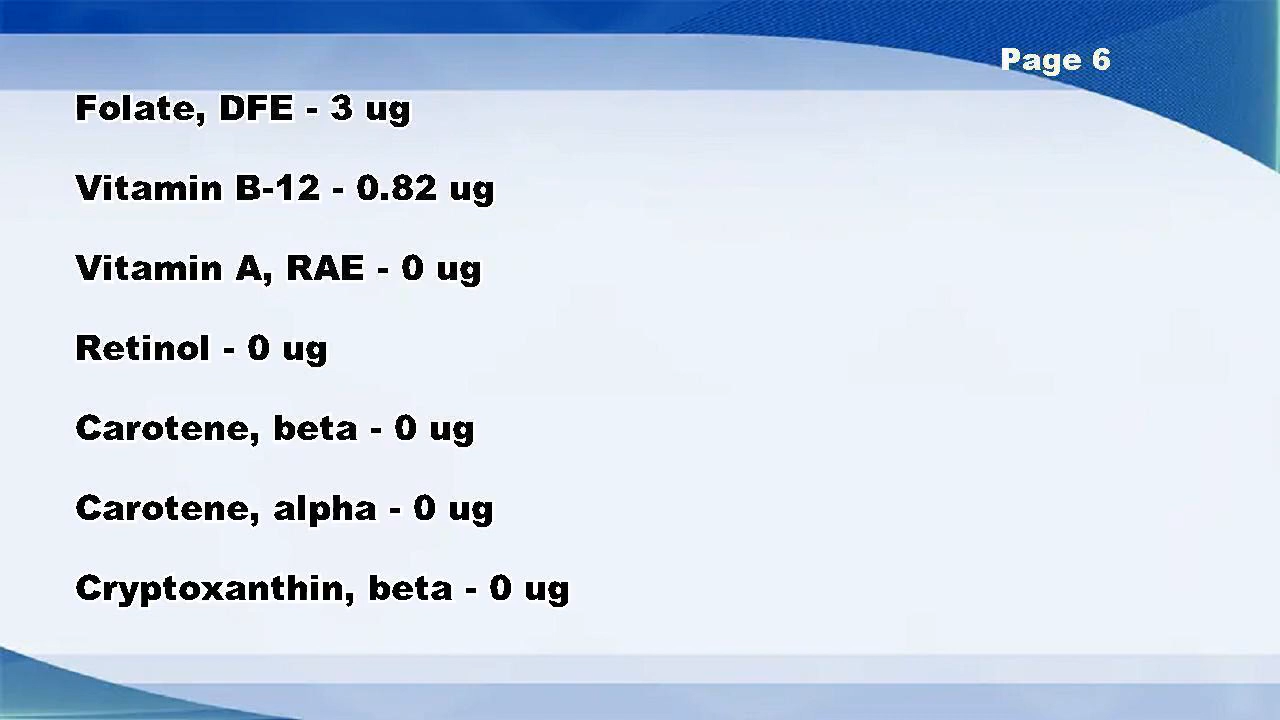 Page 6
Folate, DFE - 3 ug
Vitamin B-12 - 0.82 ug
Vitamin A, RAE - 0 ug
Retinol - 0 ug
Carotene, beta - 0 ug
Carotene, alpha - 0 ug
Cryptoxanthin, beta - 0 ug